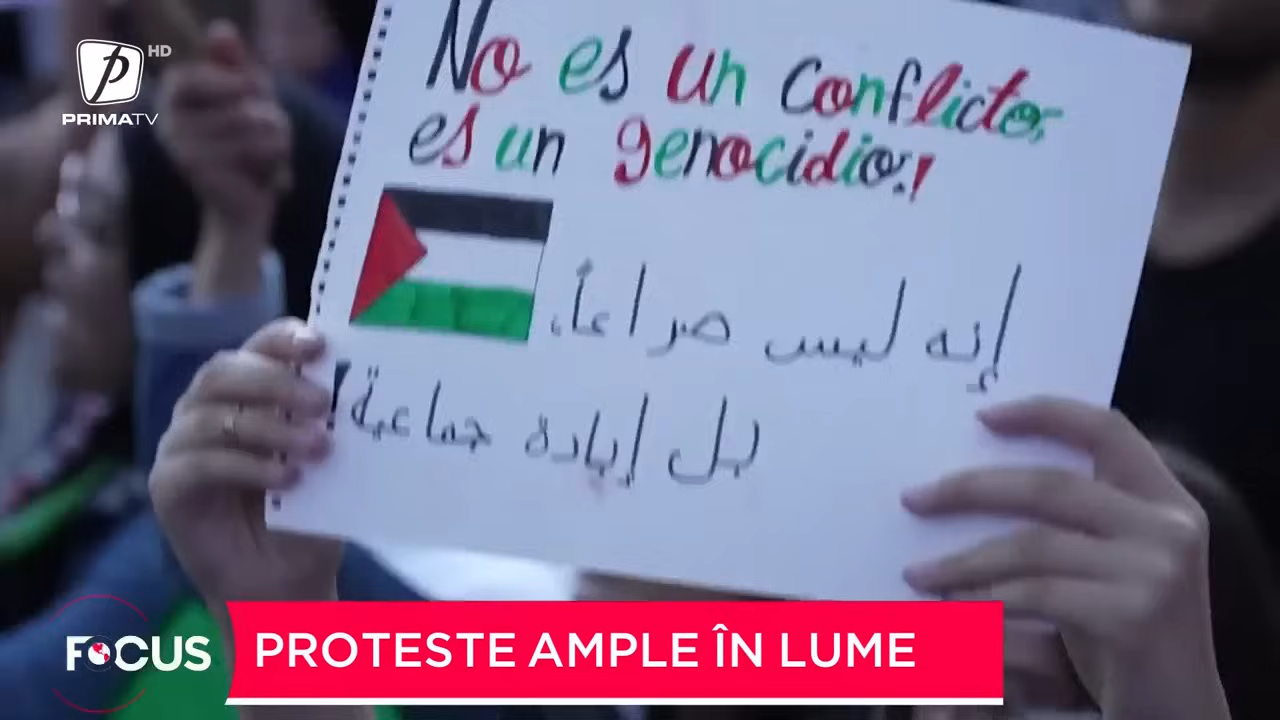 HD
PRIMATV
No es un conflicto,
es un genocidio.!
إنه ليس صراعاً،
بل إبادة جماعية!
FOCUS
PROTESTE AMPLE ÎN LUME